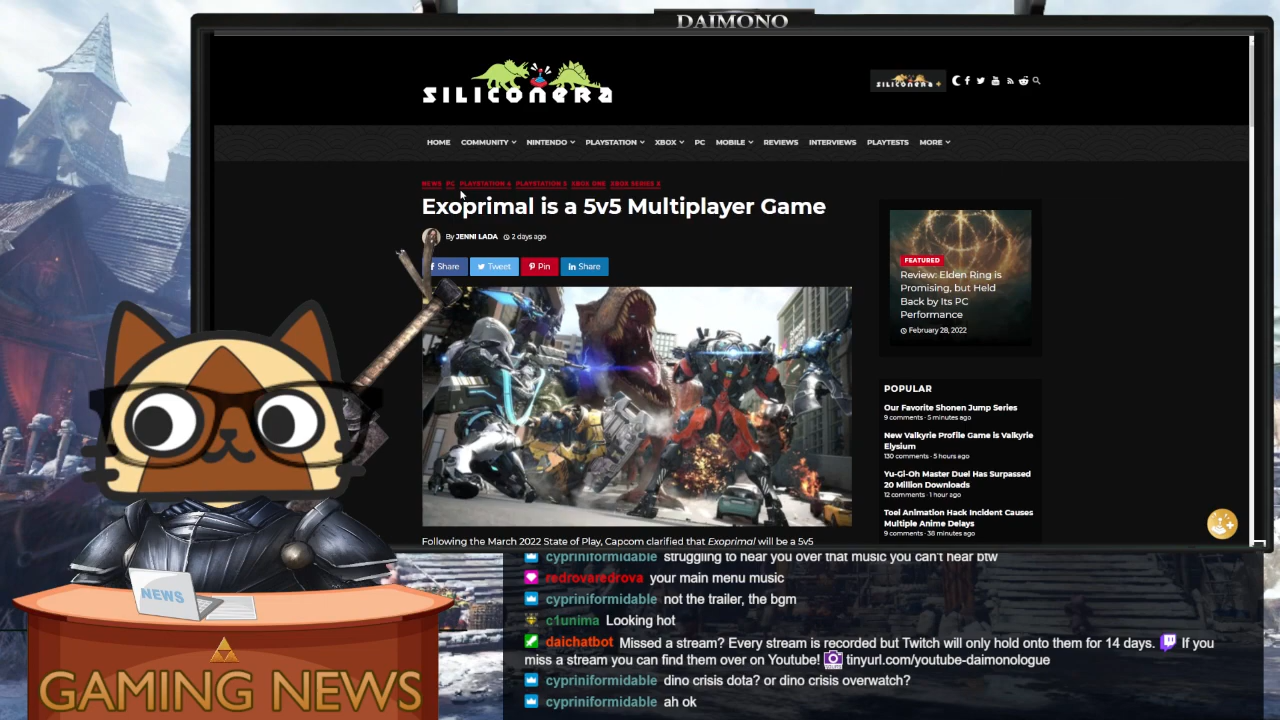 DAIMONO
SILICONERA
SILICONERA +
HOME COMMUNITY NINTENDO PLAYSTATION XBOX PC MOBILE REVIEWS INTERVIEWS PLAYTESTS MORE
NEWS PC PLAYSTATION 4 PLAYSTATION 5 XBOX ONE XBOX SERIES X
Exoprimal is a 5v5 Multiplayer Game
By JENNI LADA 2 days ago
Share Tweet Pin Share
FEATURED
Review: Elden Ring is
Promising, but Held
Back by Its PC
Performance
February 28, 2022
POPULAR
Our Favorite Shonen Jump Series
9 comments · 5 minutes ago
New Valkyrie Profile Game is Valkyrie
Elysium
130 comments · 5 hours ago
Yu-Gi-Oh Master Duel Has Surpassed
20 Million Downloads
12 comments · 1 hour ago
Toei Animation Hack Incident Causes
Multiple Anime Delays
9 comments · 38 minutes ago
Following the March 2022 State of Play, Capcom clarified that Exoprimal will be a 5v5
cypriniformidable struggling to hear you over that music you can't hear btw
redrovaredrova your main menu music
cypriniformidable not the trailer, the bgm
c1unima Looking hot
daichatbot Missed a stream? Every stream is recorded but Twitch will only hold onto them for 14 days. If you
miss a stream you can find them over on Youtube! tinyurl.com/youtube-daimonologue
cypriniformidable dino crisis dota? or dino crisis overwatch?
cypriniformidable ah ok
NEWS
GAMING NEWS